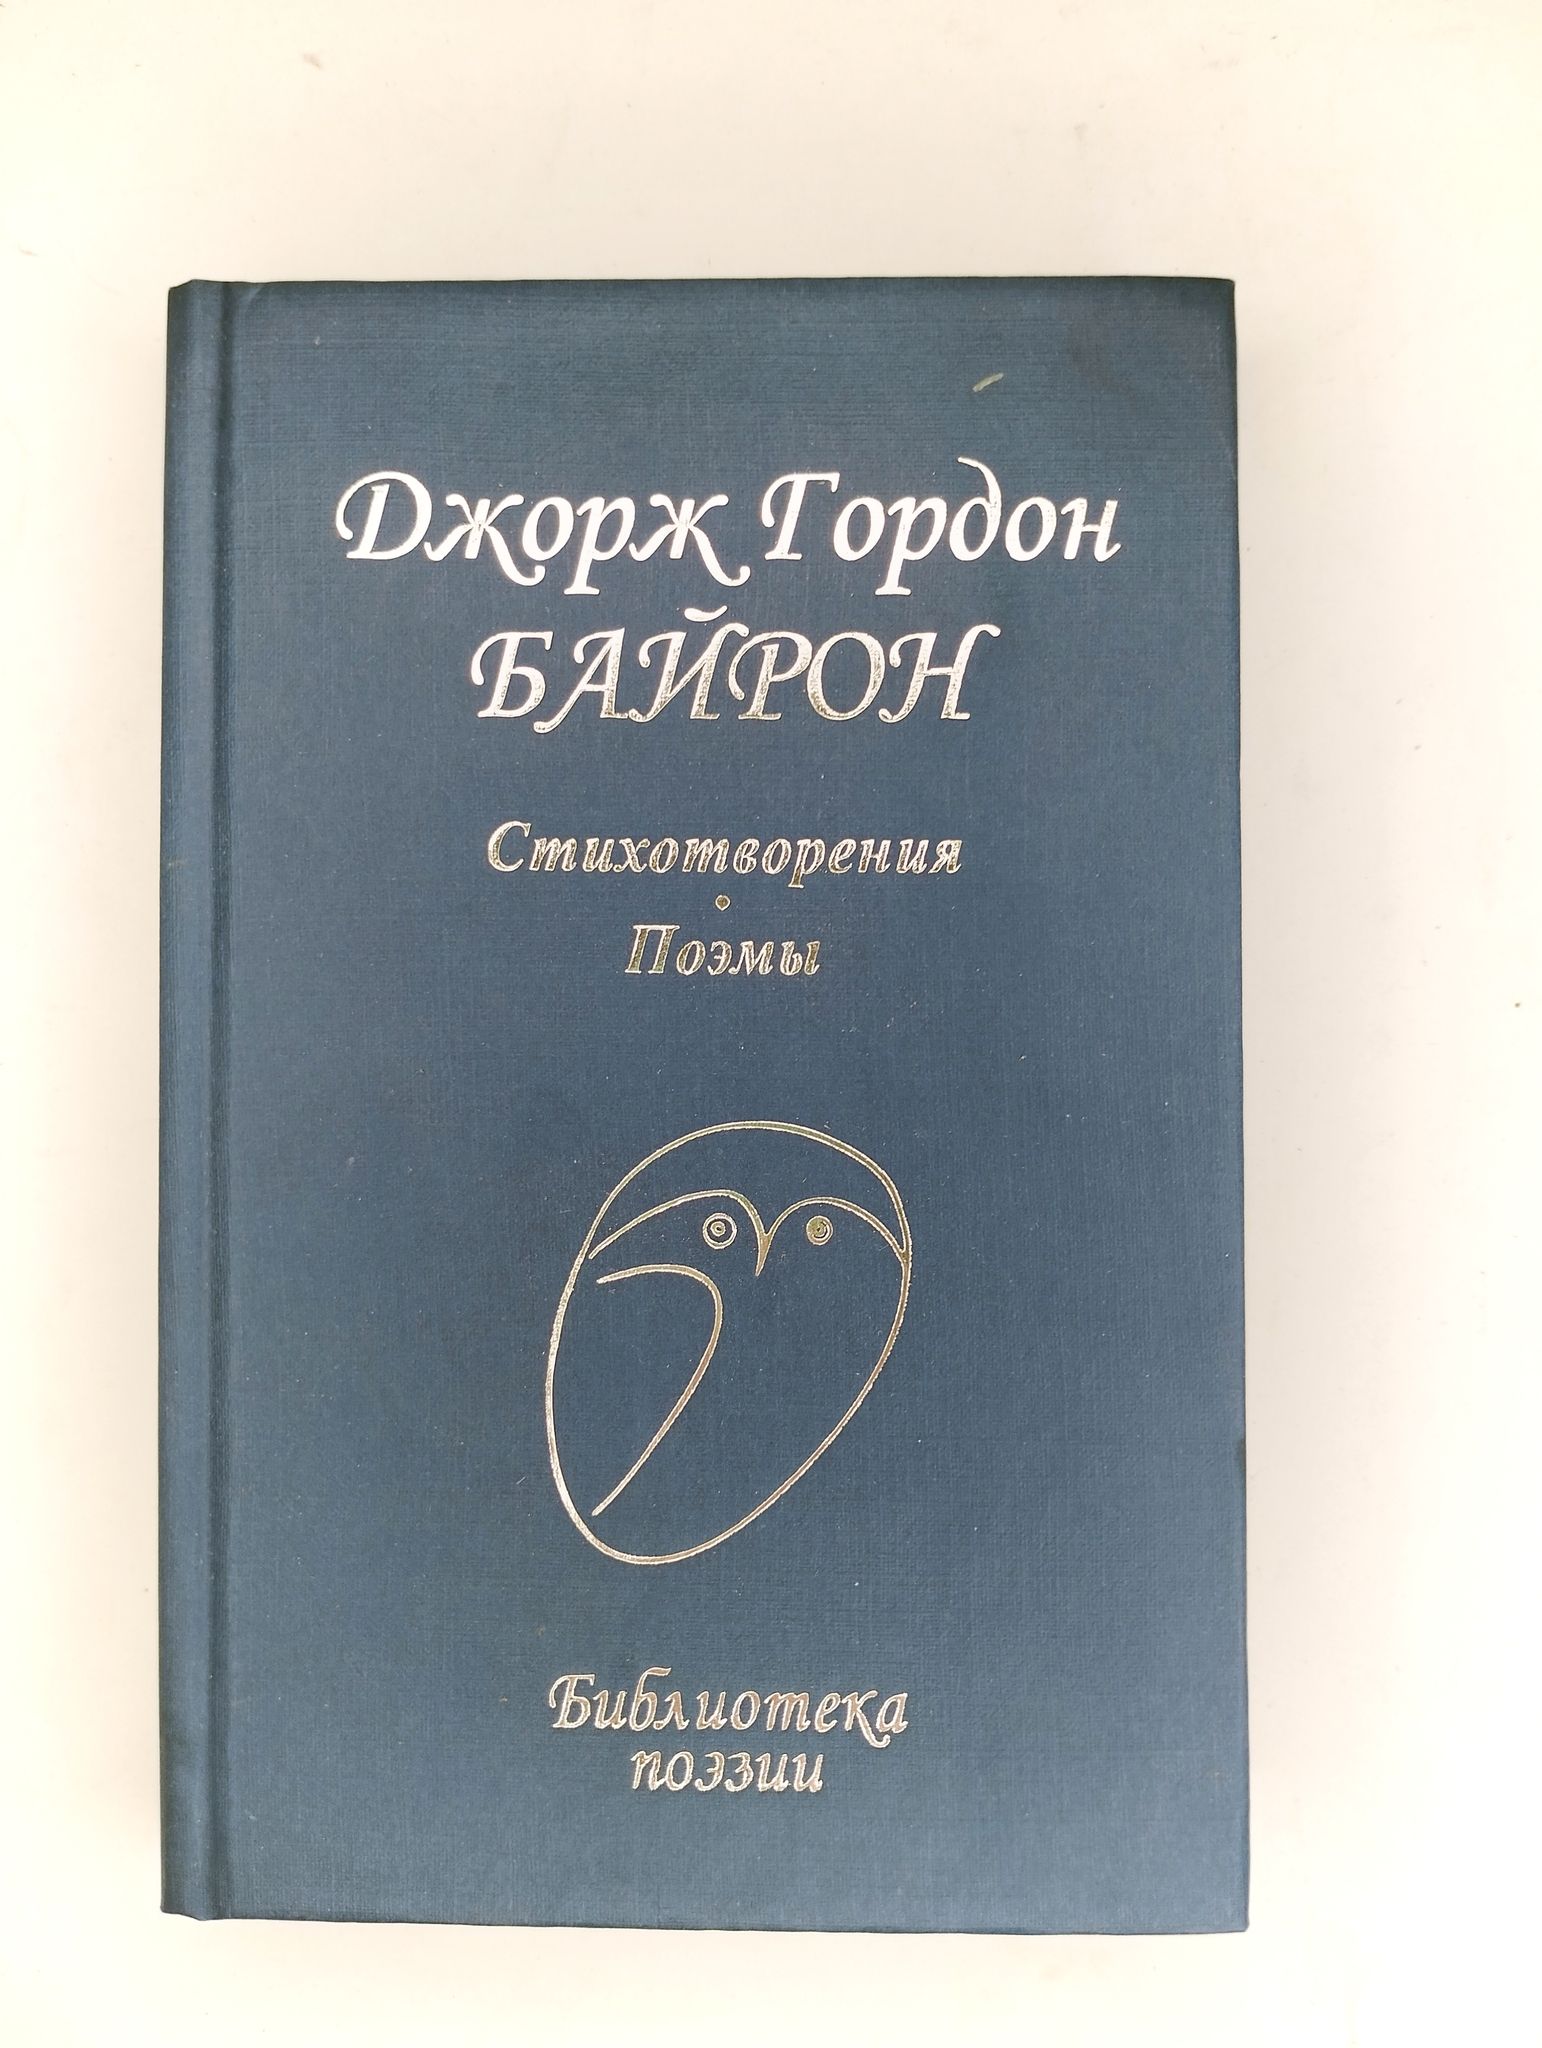 Джорж Гордон
БАЙРОН
Стихотворения
•
Поэмы
Библиотека
поэзии